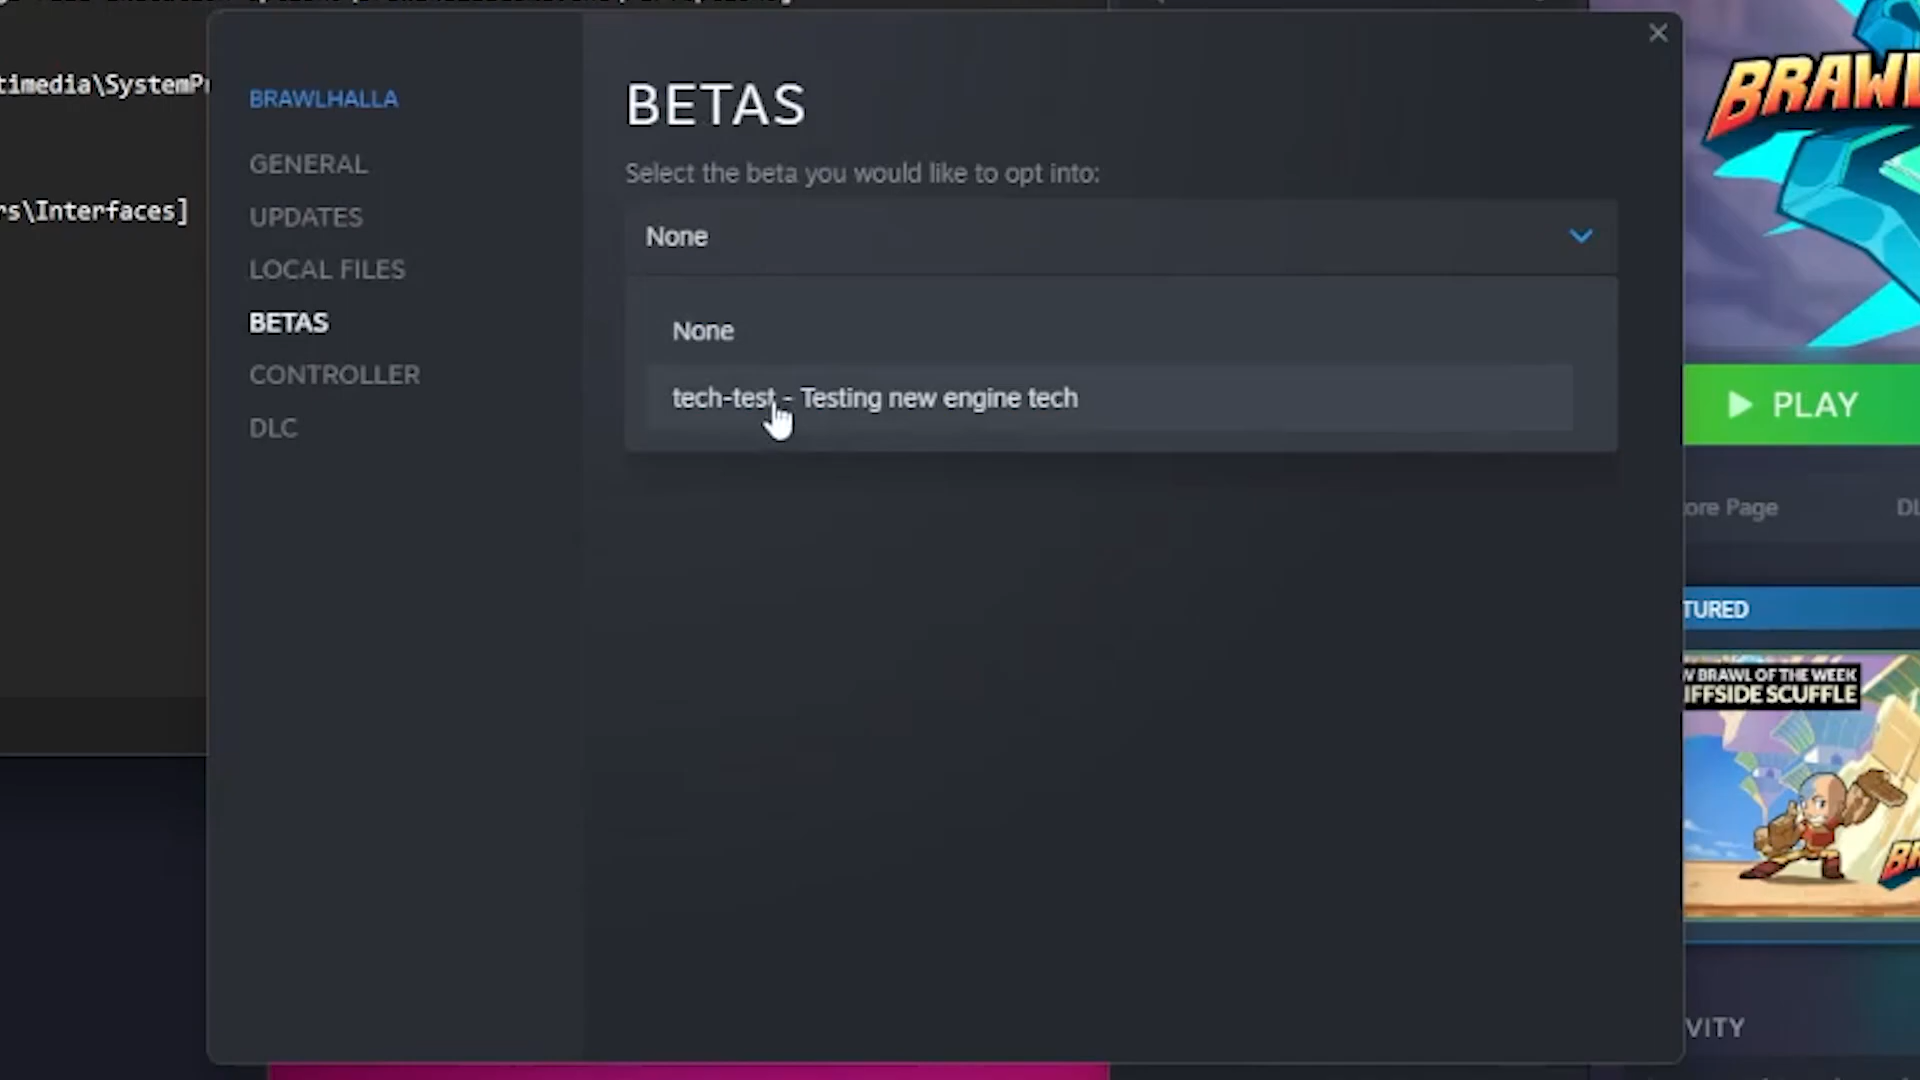 timedia\SystemP
rs\Interfaces]
BRAWLHALLA
GENERAL
UPDATES
LOCAL FILES
BETAS
CONTROLLER
DLC
BETAS
Select the beta you would like to opt into:
None
None
tech-test - Testing new engine tech
BRAW
PLAY
ore Page
DL
TURED
W BRAWL OF THE WEEK
IFFSIDE SCUFFLE
BR
VITY